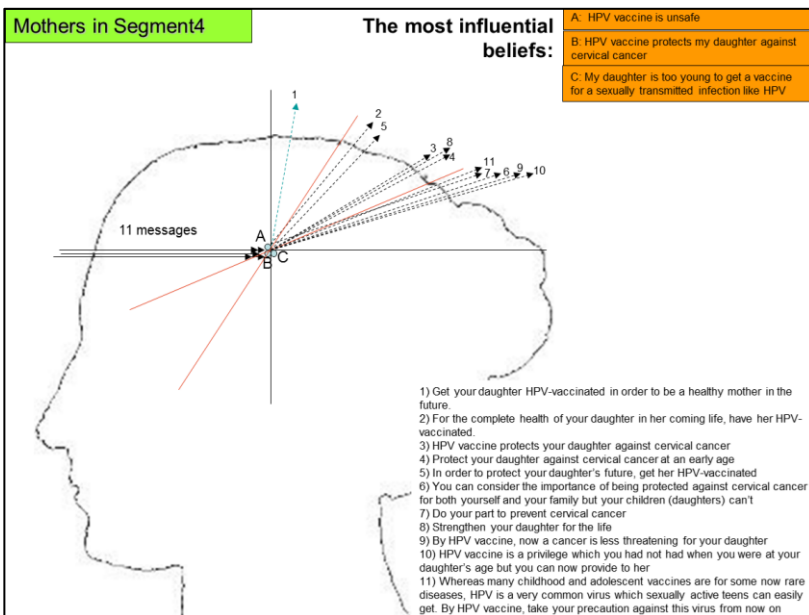 Mothers in Segment4
The most influential
beliefs:
A: HPV vaccine is unsafe
B: HPV vaccine protects my daughter against
cervical cancer
C: My daughter is too young to get a vaccine
for a sexually transmitted infection like HPV
1
2
5
3
8
4
11
7
6
9
10
11 messages
A
B
C
1) Get your daughter HPV-vaccinated in order to be a healthy mother in the
future.
2) For the complete health of your daughter in her coming life, have her HPV-
vaccinated.
3) HPV vaccine protects your daughter against cervical cancer
4) Protect your daughter against cervical cancer at an early age
5) In order to protect your daughter's future, get her HPV-vaccinated
6) You can consider the importance of being protected against cervical cancer
for both yourself and your family but your children (daughters) can't
7) Do your part to prevent cervical cancer
8) Strengthen your daughter for the life
9) By HPV vaccine, now a cancer is less threatening for your daughter
10) HPV vaccine is a privilege which you had not had when you were at your
daughter's age but you can now provide to her
11) Whereas many childhood and adolescent vaccines are for some now rare
diseases, HPV is a very common virus which sexually active teens can easily
get. By HPV vaccine, take your precaution against this virus from now on